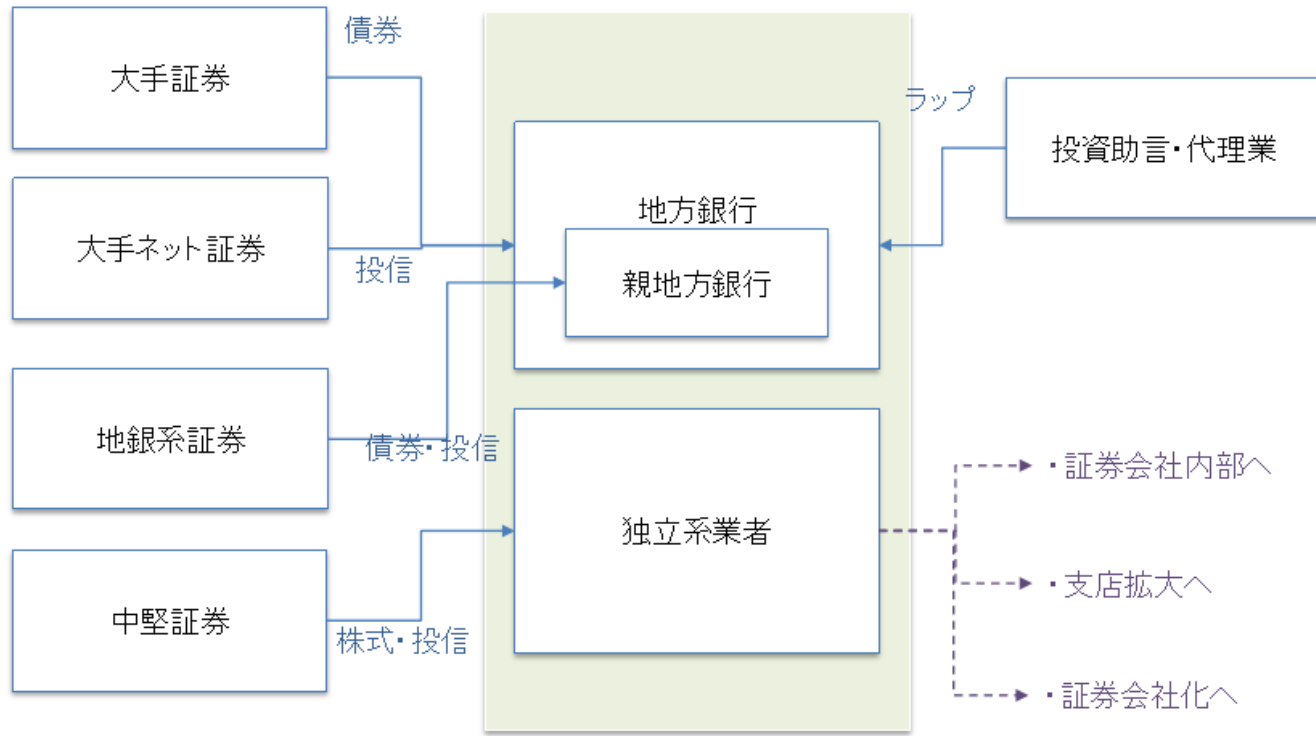 債券
大手証券
ラップ
投資助言・代理業
地方銀行
大手ネット証券
投信
親地方銀行
地銀系証券
債券・投信
・証券会社内部へ
独立系業者
・支店拡大へ
中堅証券
株式・投信
・証券会社化へ